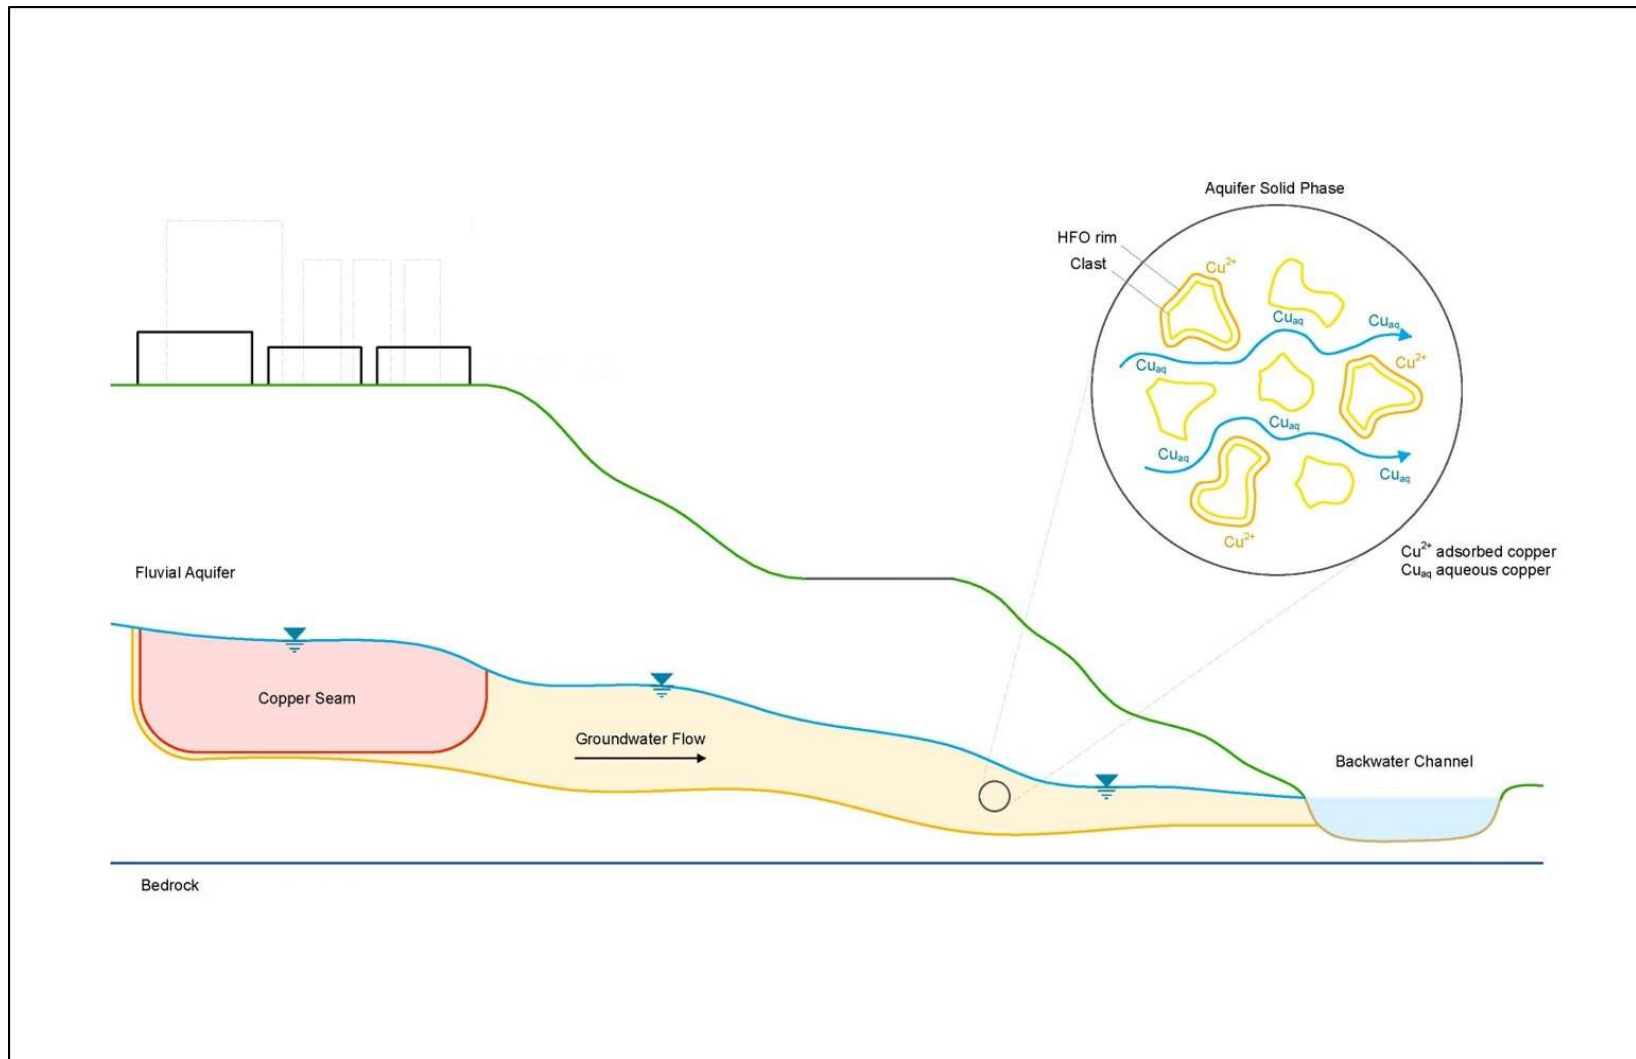 Aquifer Solid Phase
HFO rim
Clast
Cu²⁺
Cuₐq
Cuₐq
Cuₐq
Cu²⁺
Cuₐq
Cuₐq
Cuₐq
Cu²⁺
Cu²⁺ adsorbed copper
Cuₐq aqueous copper
Fluvial Aquifer
Copper Seam
Groundwater Flow
Backwater Channel
Bedrock